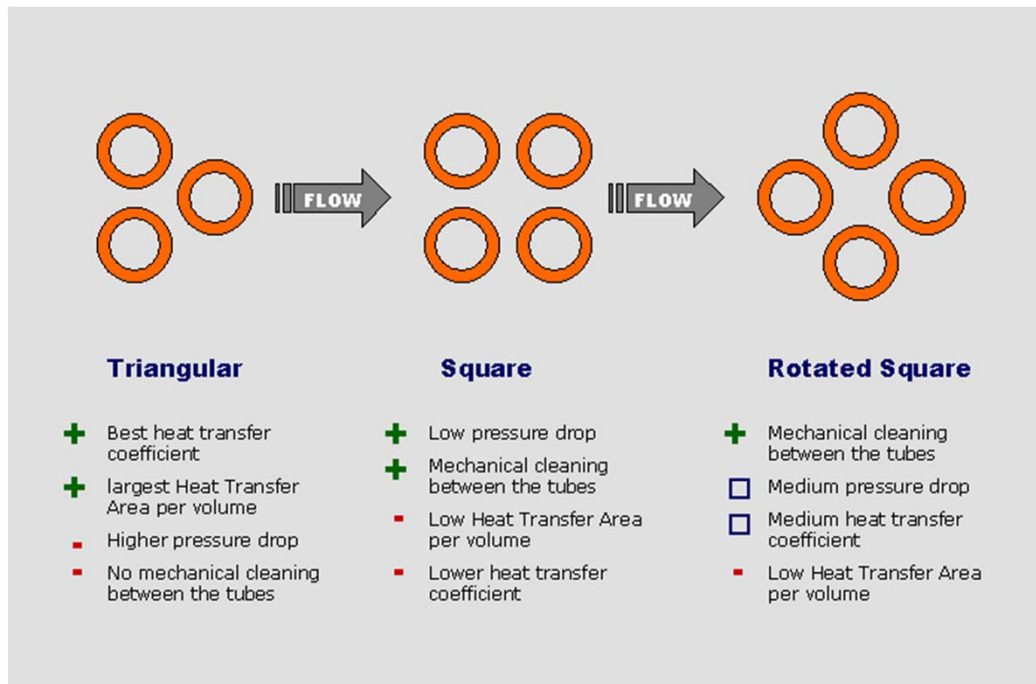 FLOW
FLOW
Triangular
+ Best heat transfer
coefficient
+ largest Heat Transfer
Area per volume
- Higher pressure drop
- No mechanical cleaning
between the tubes
Square
+ Low pressure drop
+ Mechanical cleaning
between the tubes
- Low Heat Transfer Area
per volume
- Lower heat transfer
coefficient
Rotated Square
+ Mechanical cleaning
between the tubes
□ Medium pressure drop
□ Medium heat transfer
coefficient
- Low Heat Transfer Area
per volume